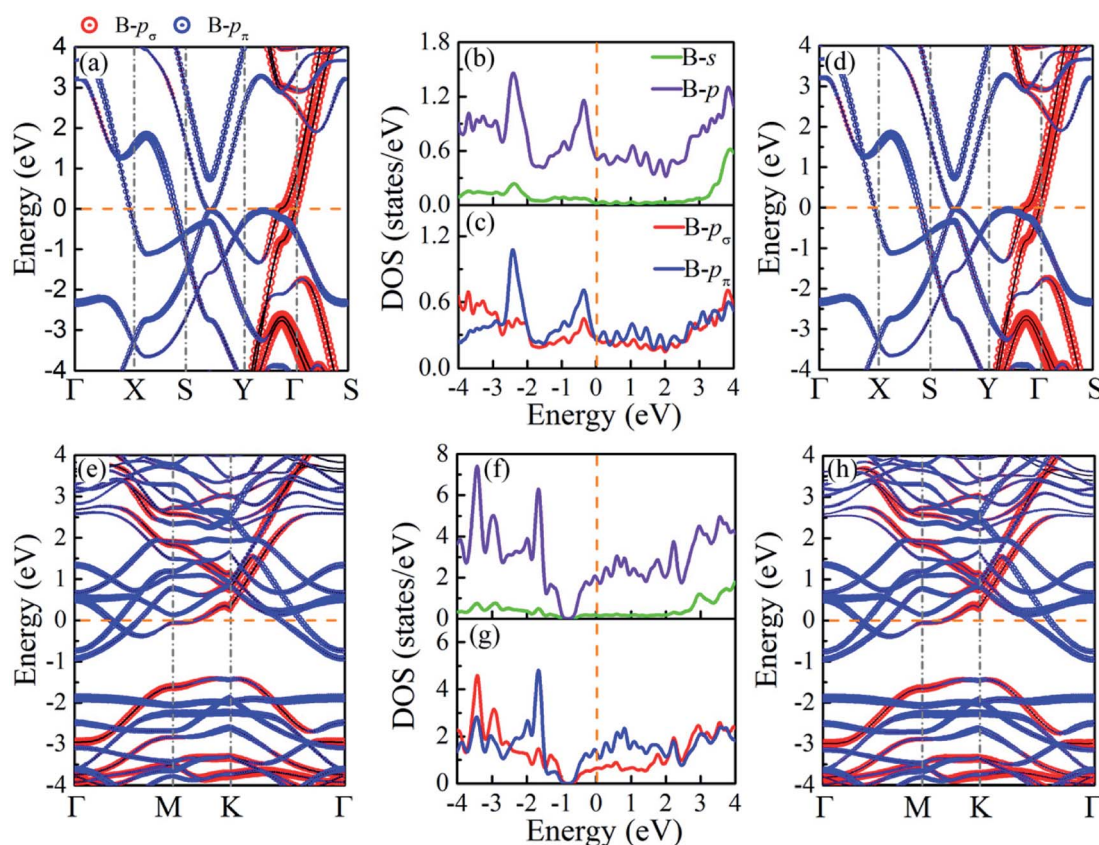 B-pσ B-pπ
(a)
Energy (eV)
4
3
2
1
0
-1
-2
-3
-4
Γ X S Y Γ S
(b)
B-s
B-p
DOS (states/eV)
1.8
1.2
0.6
0.0
(c)
B-pσ
B-pπ
1.2
0.6
0.0
-4 -3 -2 -1 0 1 2 3 4
Energy (eV)
(d)
Energy (eV)
4
3
2
1
0
-1
-2
-3
-4
Γ X S Y Γ S
(e)
Energy (eV)
4
3
2
1
0
-1
-2
-3
-4
Γ M K Γ
(f)
DOS (states/eV)
8
6
4
2
0
(g)
6
4
2
0
-4 -3 -2 -1 0 1 2 3 4
Energy (eV)
(h)
Energy (eV)
4
3
2
1
0
-1
-2
-3
-4
Γ M K Γ